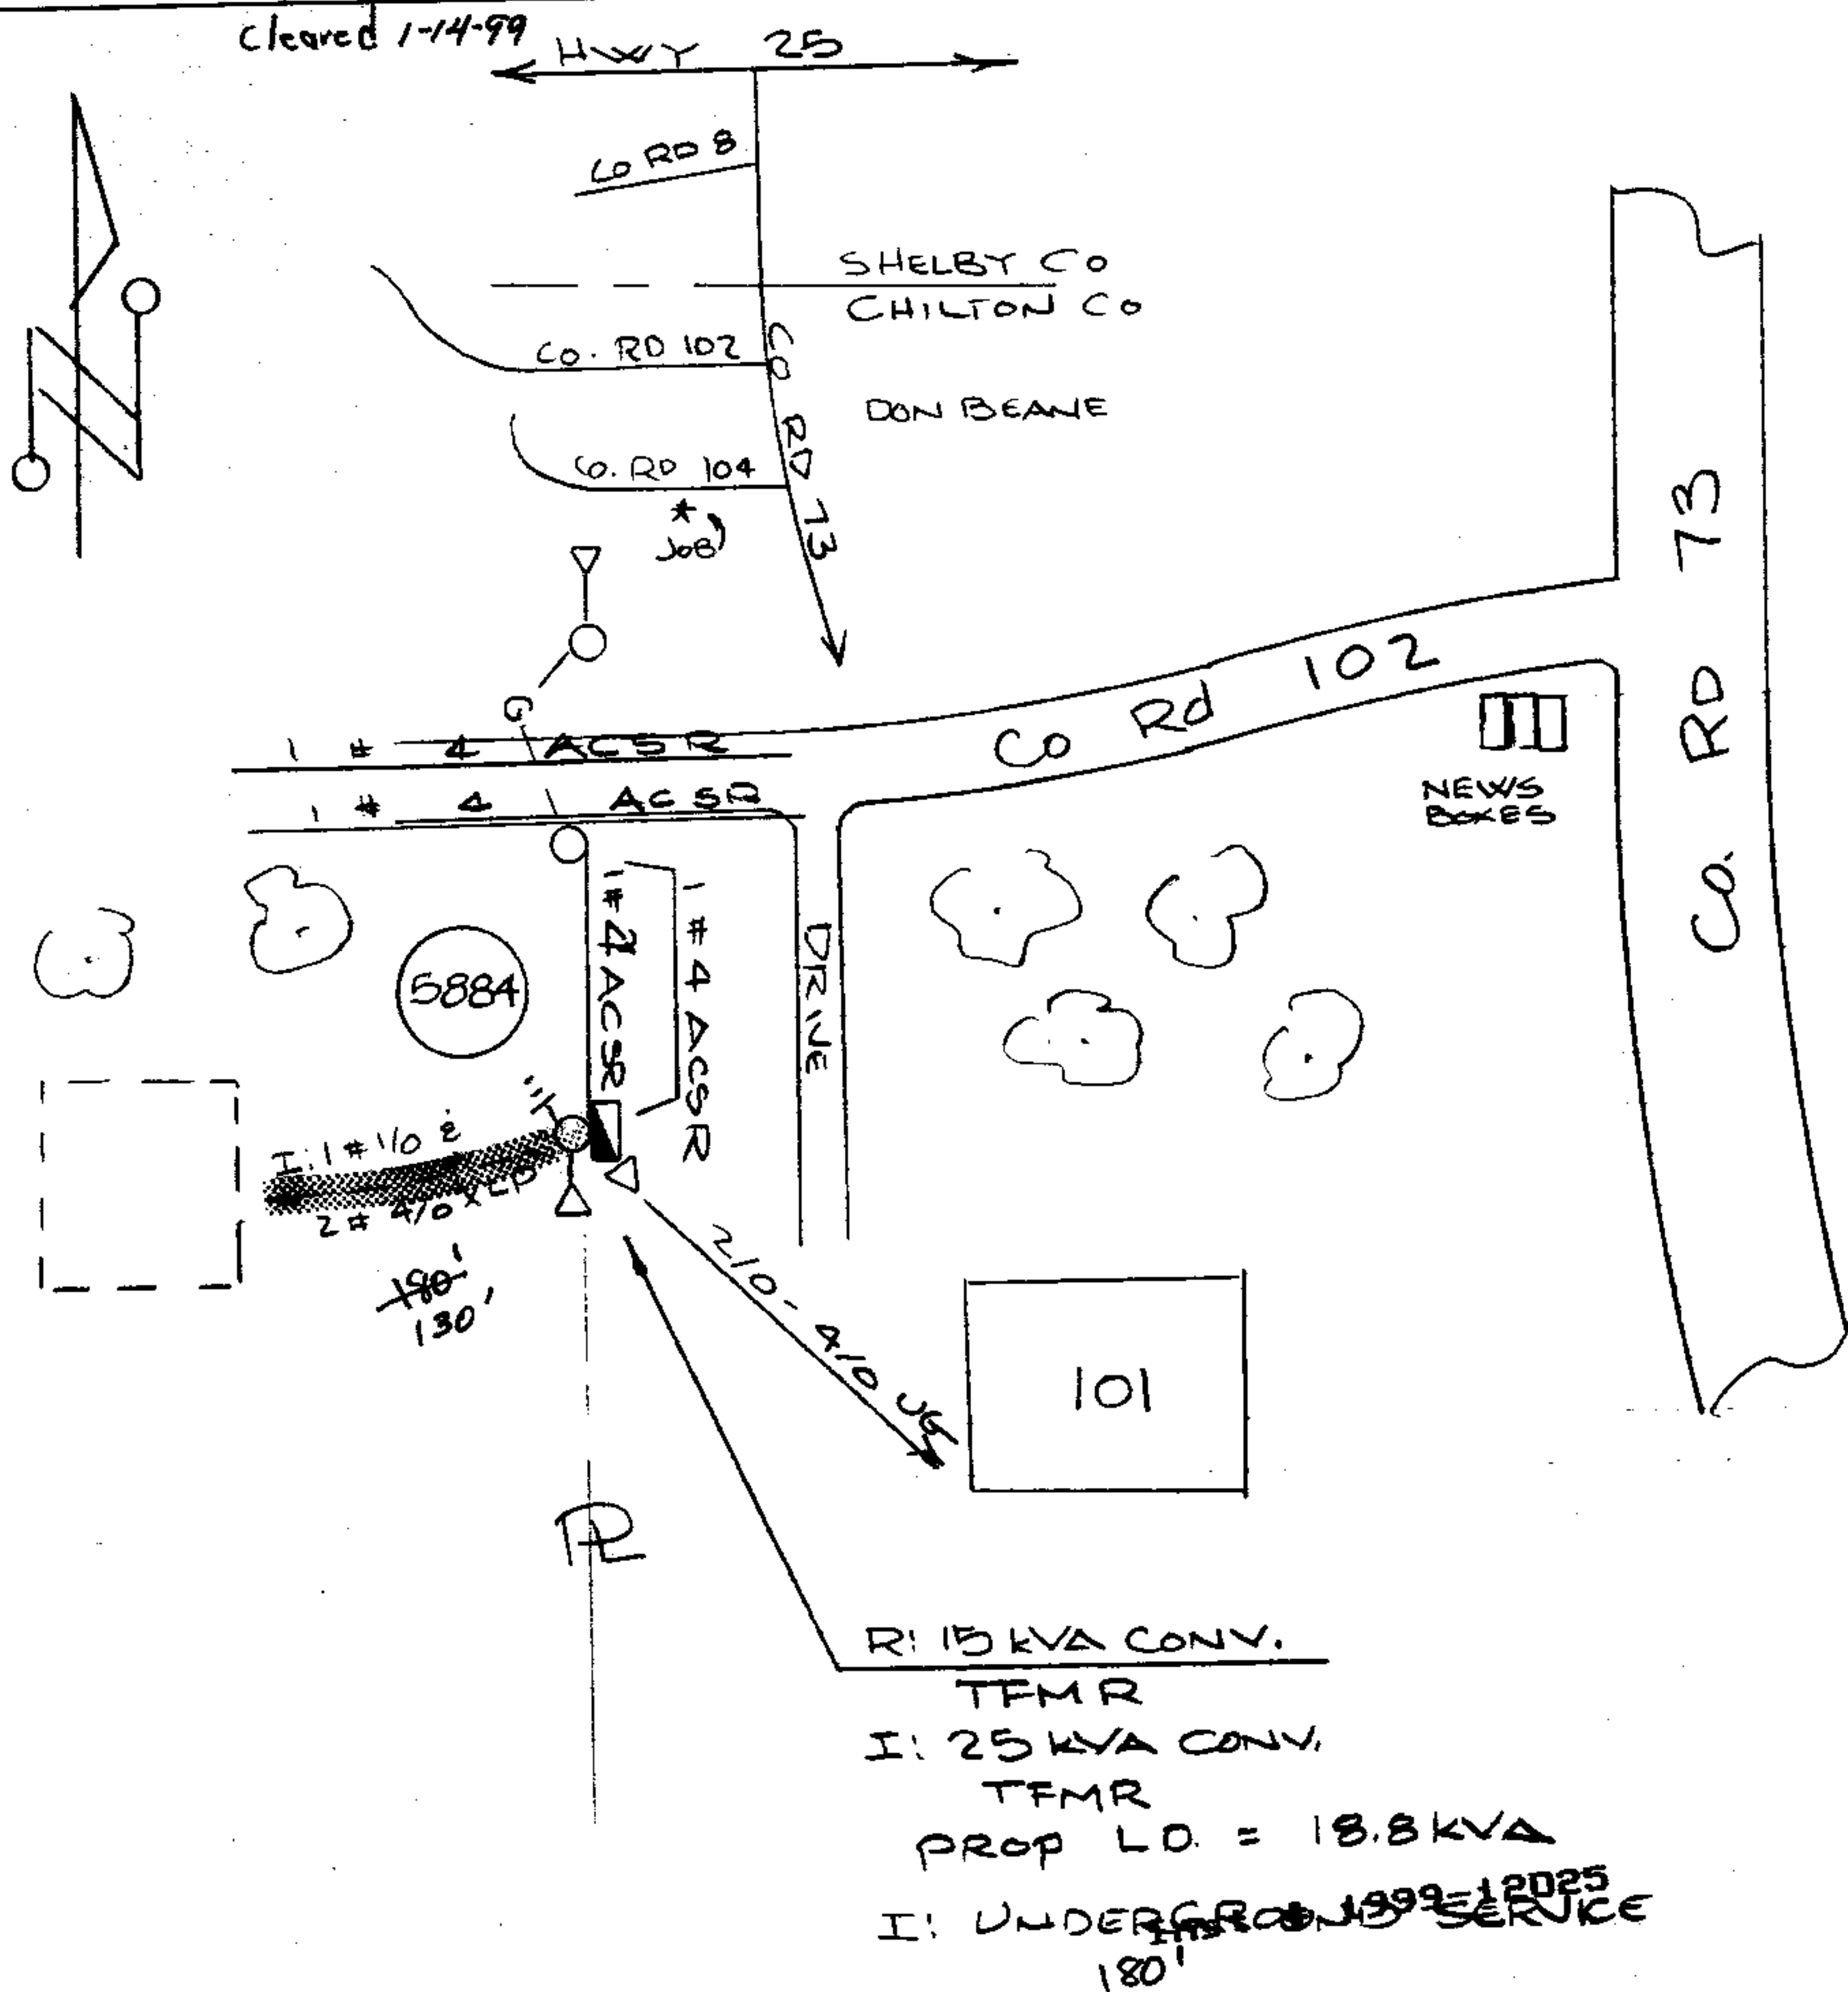 Cleared 1-14-99
HWY 25
CO RD 8
SHELBY CO
CHILTON CO
CO. RD 102
CO RD 73
DON BEANE
CO. RD 104
* JOB
G
CO RD 73
Co Rd 102
1 # 4 ACSR
1 # 4 ACSR
NEWS
BOXES
1 # 4 ACSR
DRIVE
5884
I: 1 # 1/0 &
2 # 4/0 XLP
180'
130'
2/0- 4/0 UG
101
PL
R: 15 KVA CONV.
TFMR
I: 25 KVA CONV.
TFMR
PROP LD. = 18.8 KVA
1999-12025
I: UNDERGROUND SERVICE
180'